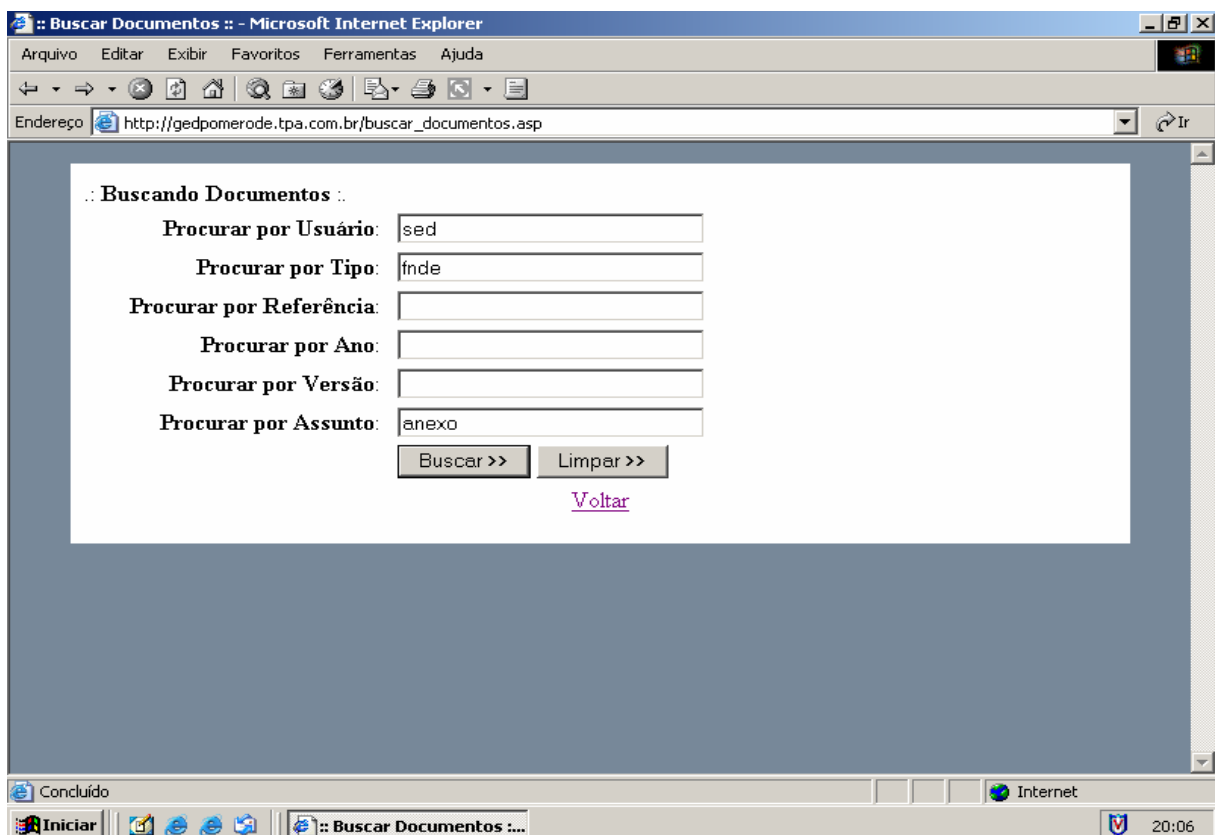 :: Buscar Documentos :: - Microsoft Internet Explorer
Arquivo Editar Exibir Favoritos Ferramentas Ajuda
Endereço http://gedpomerode.tpa.com.br/buscar_documentos.asp Ir
.: Buscando Documentos :.
Procurar por Usuário: sed
Procurar por Tipo: fnde
Procurar por Referência:
Procurar por Ano:
Procurar por Versão:
Procurar por Assunto: anexo
Buscar >> Limpar >>
Voltar
Concluído Internet
Iniciar :: Buscar Documentos :... 20:06